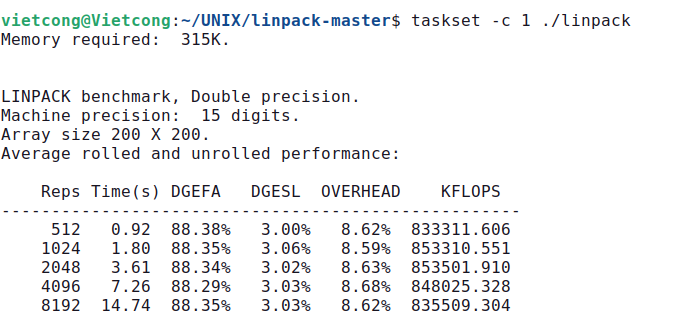 vietcong@Vietcong:~/UNIX/linpack-master$ taskset -c 1 ./linpack
Memory required:  315K.


LINPACK benchmark, Double precision.
Machine precision:  15 digits.
Array size 200 X 200.
Average rolled and unrolled performance:

    Reps Time(s) DGEFA   DGESL  OVERHEAD    KFLOPS
----------------------------------------------------
     512   0.92  88.38%   3.00%   8.62%  833311.606
    1024   1.80  88.35%   3.06%   8.59%  853310.551
    2048   3.61  88.34%   3.02%   8.63%  853501.910
    4096   7.26  88.29%   3.03%   8.68%  848025.328
    8192  14.74  88.35%   3.03%   8.62%  835509.304